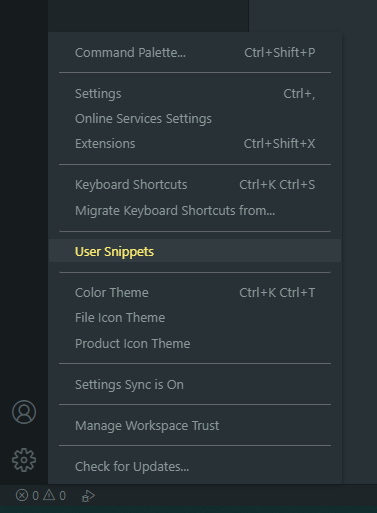 Command Palette... Ctrl+Shift+P
Settings Ctrl+,
Online Services Settings
Extensions Ctrl+Shift+X
Keyboard Shortcuts Ctrl+K Ctrl+S
Migrate Keyboard Shortcuts from...
User Snippets
Color Theme Ctrl+K Ctrl+T
File Icon Theme
Product Icon Theme
Settings Sync is On
Manage Workspace Trust
Check for Updates...
0 0